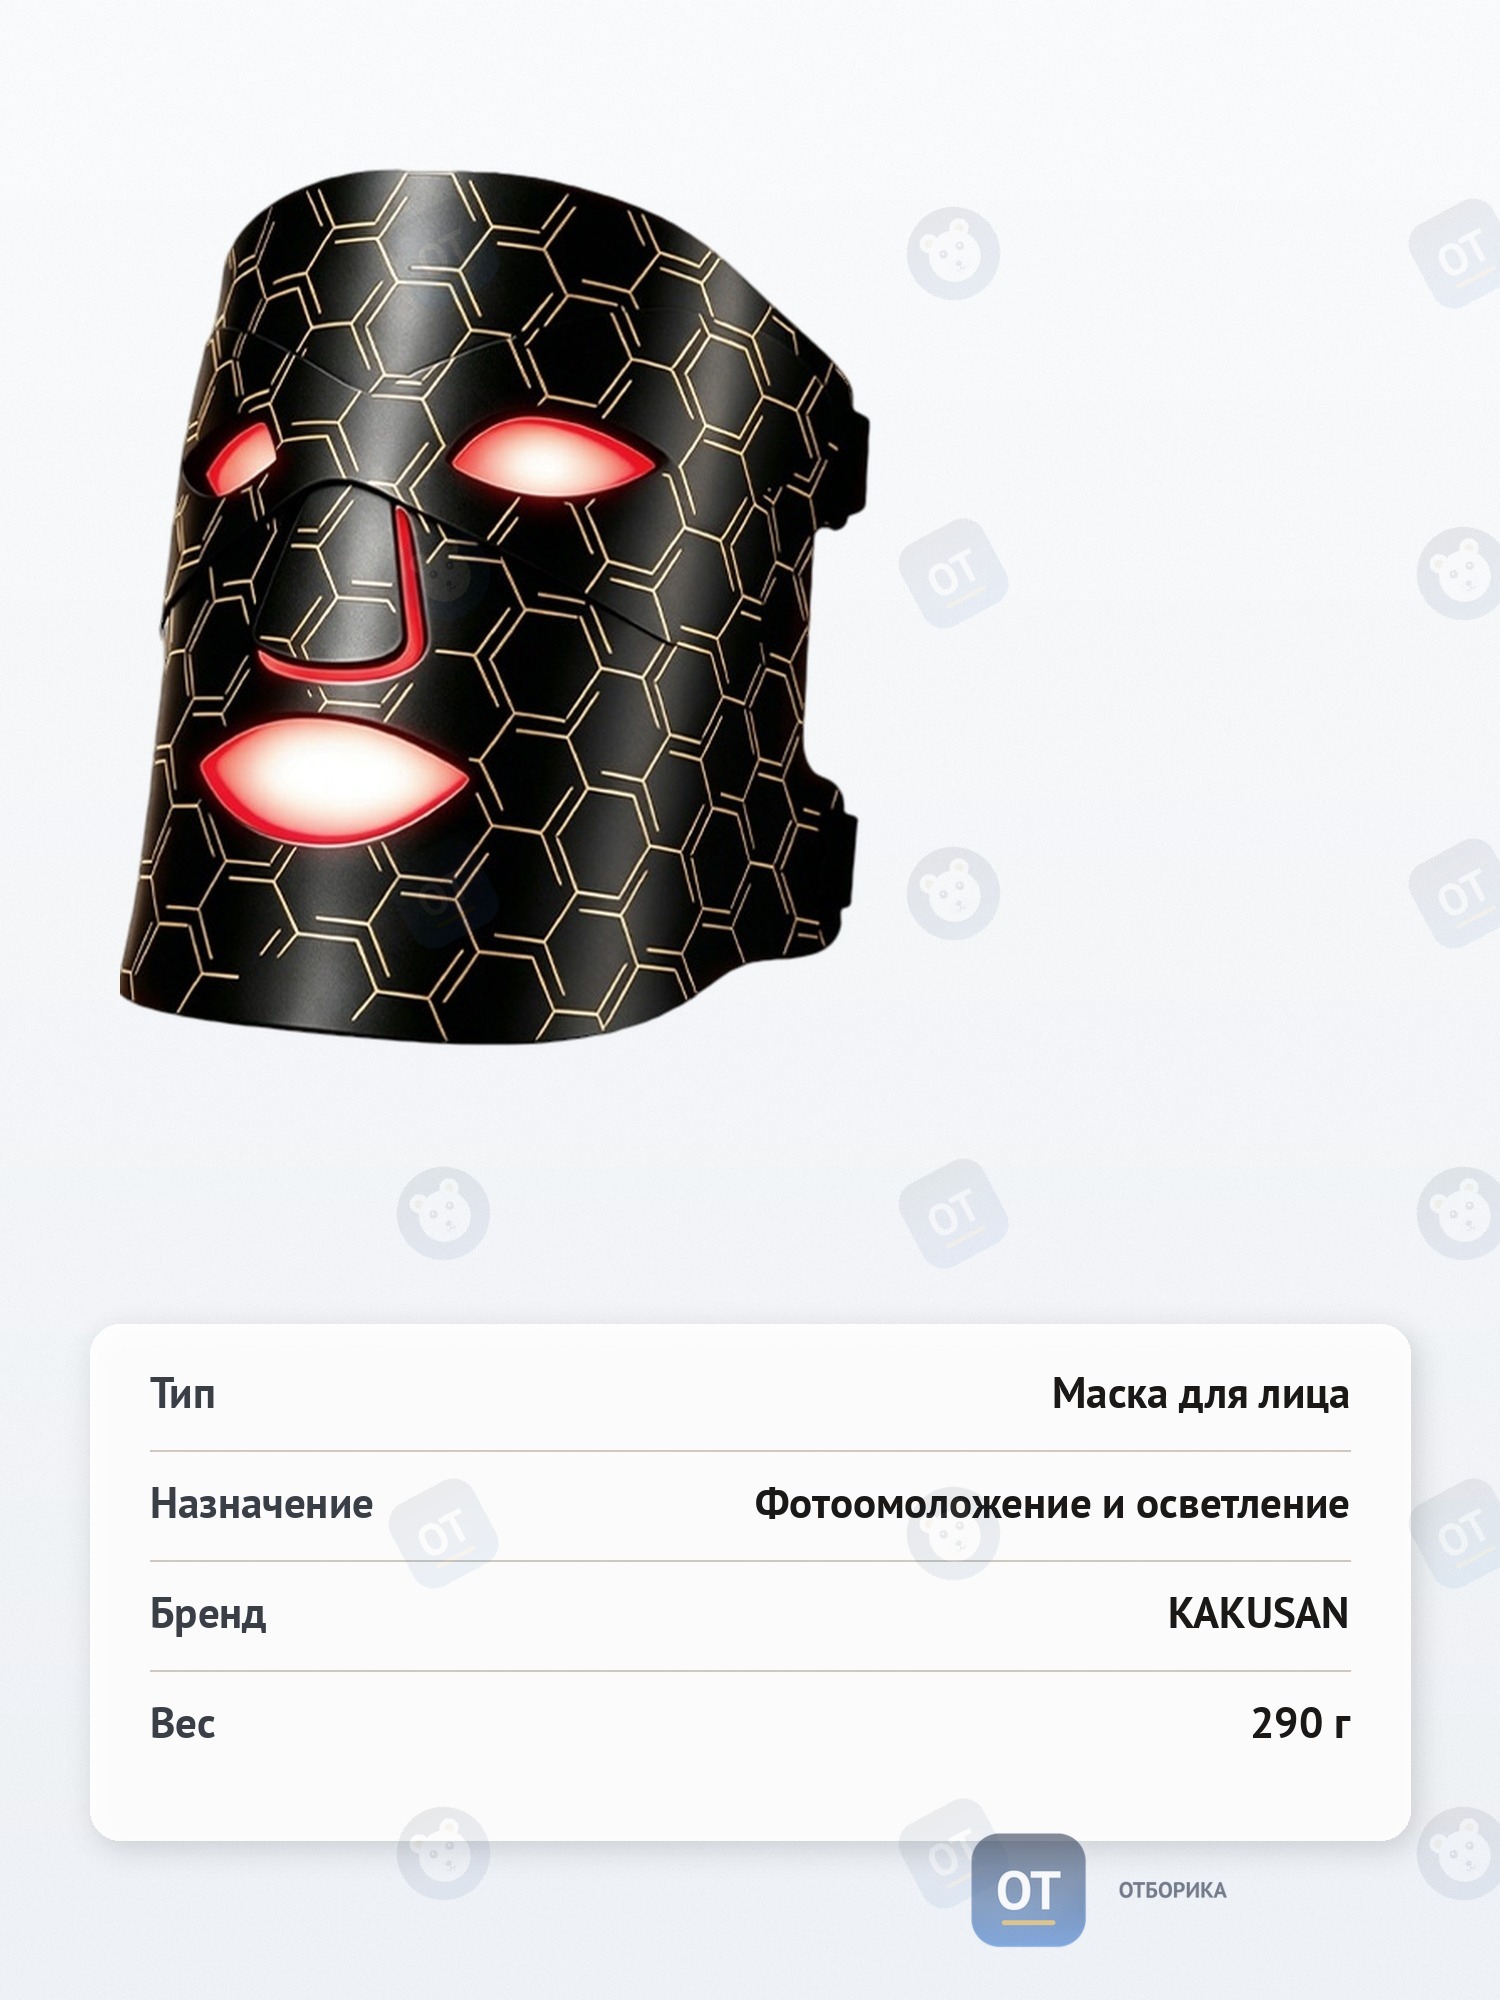 Тип Маска для лица
Назначение Фотоомоложение и осветление
Бренд KAKUSAN
Вес 290 г
ОТ ОТБОРИКА